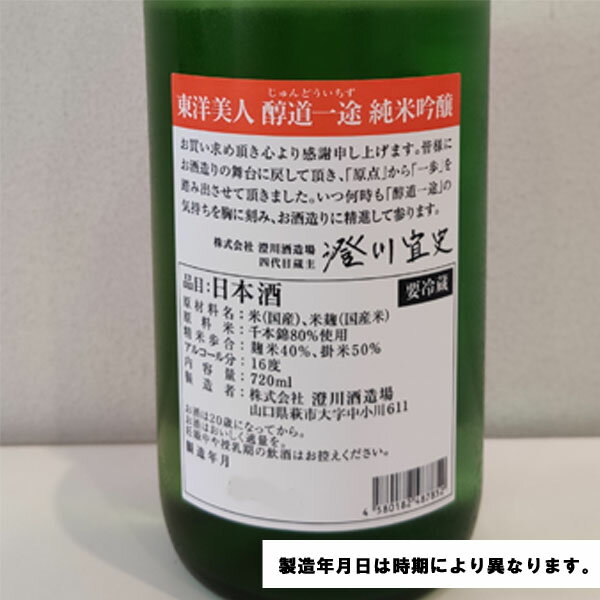 じゅんどういちず
東洋美人 醇道一途 純米吟醸
お買い求め頂き心より感謝申し上げます。皆様に
お酒造りの舞台に戻して頂き、「原点」から「一歩」を
踏み出させて頂きました。いつ何時も「醇道一途」の
気持ちを胸に刻み、お酒造りに精進して参ります。
株式会社 澄川酒造場
四代目蔵主 澄川宜史
品目:日本酒 要冷蔵
原材料名:米(国産)、米麹(国産米)
原料米:千本錦80%使用
精米歩合:麹米40%、掛米50%
アルコール分:16度
内容量:720ml
製造者:株式会社 澄川酒造場
山口県萩市大字中小川611
お酒は20歳になってから。
お酒はおいしく適量を。
妊娠中や授乳期の飲酒はお控えください。
製造年月
4 580182 487852
製造年月日は時期により異なります。